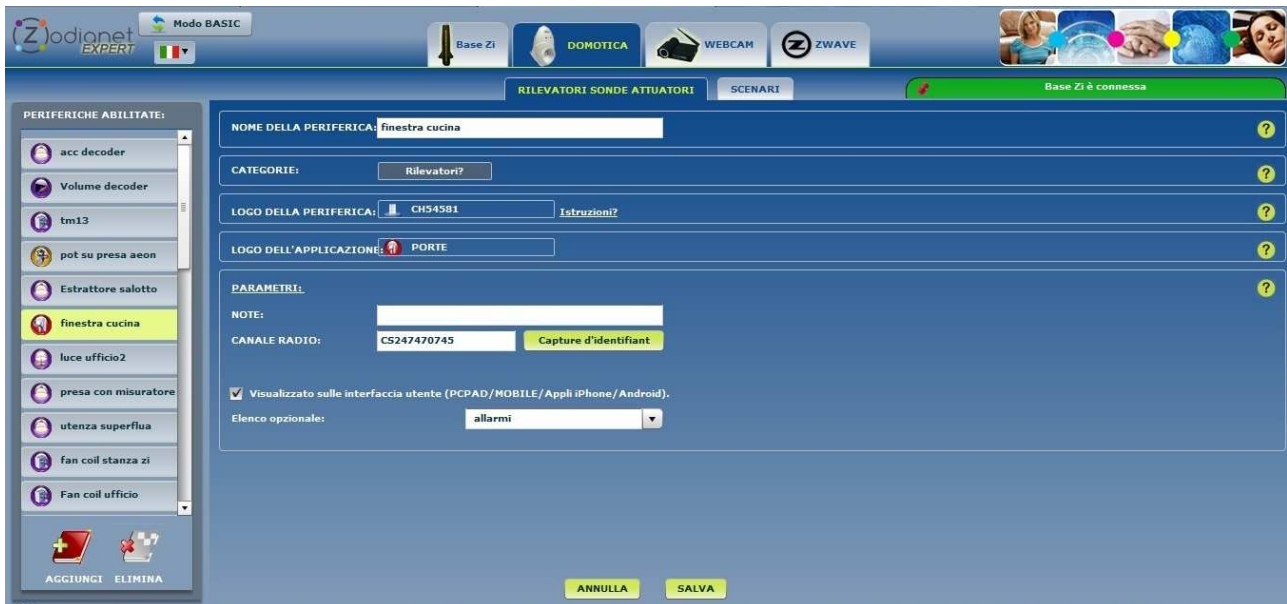 Zodianet
EXPERT
Modo BASIC
Base Zi
DOMOTICA
WEBCAM
ZWAVE
RILEVATORI SONDE ATTUATORI
SCENARI
Base Zi è connessa
PERIFERICHE ABILITATE:
acc decoder
Volume decoder
tm13
pot su presa aeon
Estrattore salotto
finestra cucina
luce ufficio2
presa con misuratore
utenza superflua
fan coil stanza zi
Fan coil ufficio
AGGIUNGI ELIMINA
NOME DELLA PERIFERICA: finestra cucina ?
CATEGORIE: Rilevatori? ?
LOGO DELLA PERIFERICA: CH54581 Istruzioni? ?
LOGO DELL'APPLICAZIONE: PORTE ?
PARAMETRI: ?
NOTE:
CANALE RADIO: CS247470745 Capture d'identifiant
Visualizzato sulle interfaccia utente (PCPAD/MOBILE/Appli iPhone/Android).
Elenco opzionale: allarmi
ANNULLA SALVA